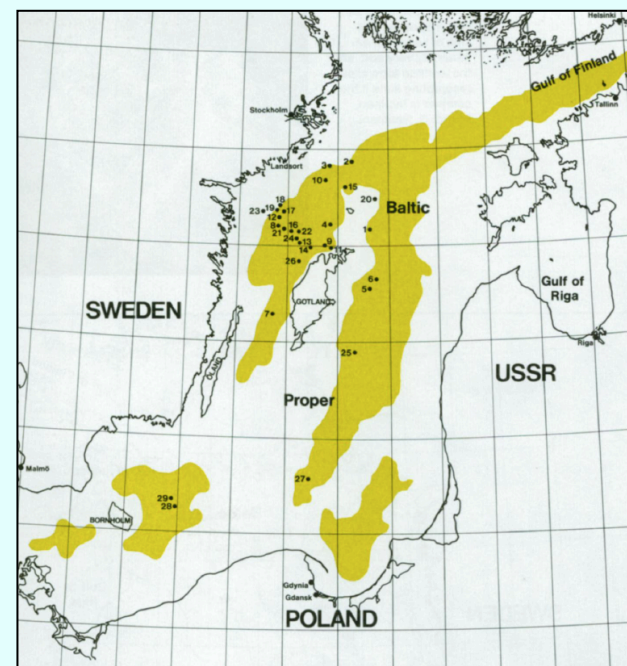 Helsinki
Gulf of Finland
Tallinn
Stockholm
Landsort
3
2
10
15
18
19
17
23
12
20
Baltic
8
16
4
1
21
22
24
13
9
14
11
26
6
5
GOTLAND
Gulf of
Riga
SWEDEN
7
Riga
ÖLAND
25
USSR
Proper
Malmö
27
29
28
BORNHOLM
Gdynia
Gdansk
POLAND